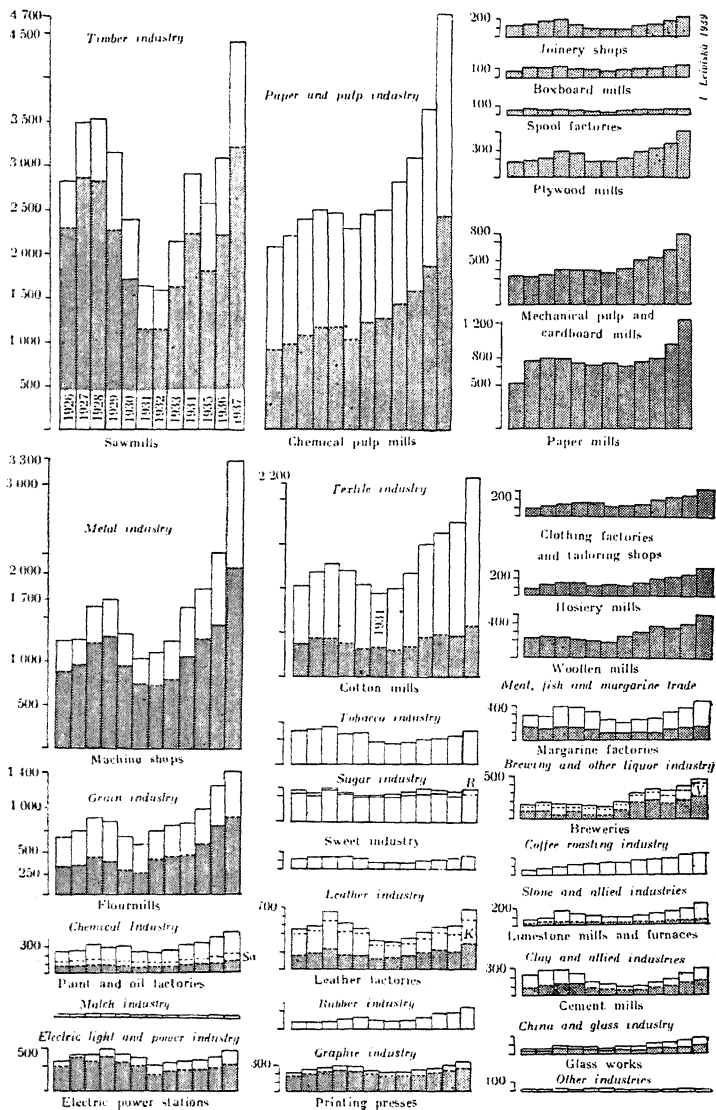 4 700
4 500
3 500
3 000
2 500
2 000
1 500
500
Timber industry
1926
1927
1928
1929
1930
1931
1932
1933
1934
1935
1936
1937
Sawmills
Paper and pulp industry
Chemical pulp mills
200
Joinery shops
100
Boxboard mills
100
Spool factories
300
Plywood mills
800
500
Mechanical pulp and
cardboard mills
1 200
800
500
Paper mills
I Leiviskä 1939
3 300
3 000
2 000
1 700
1 000
500
Metal industry
Machine shops
2 200
Textile industry
1931
Cotton mills
200
Clothing factories
and tailoring shops
200
Hosiery mills
400
Woollen mills
Meat, fish and margarine trade
400
Margarine factories
Brewing and other liquor industry
500
V
Breweries
Coffee roasting industry
Stone and allied industries
200
Limestone mills and furnaces
Clay and allied industries
300
Cement mills
China and glass industry
Glass works
Other industries
100
1 400
1 000
500
250
Grain industry
Flourmills
Chemical Industry
300
Sa
Paint and oil factories
Match industry
Electric light and power industry
500
Electric power stations
Tobacco industry
Sugar industry
R
Sweet industry
Leather industry
700
K
Leather factories
Rubber industry
Graphic industry
300
Printing presses